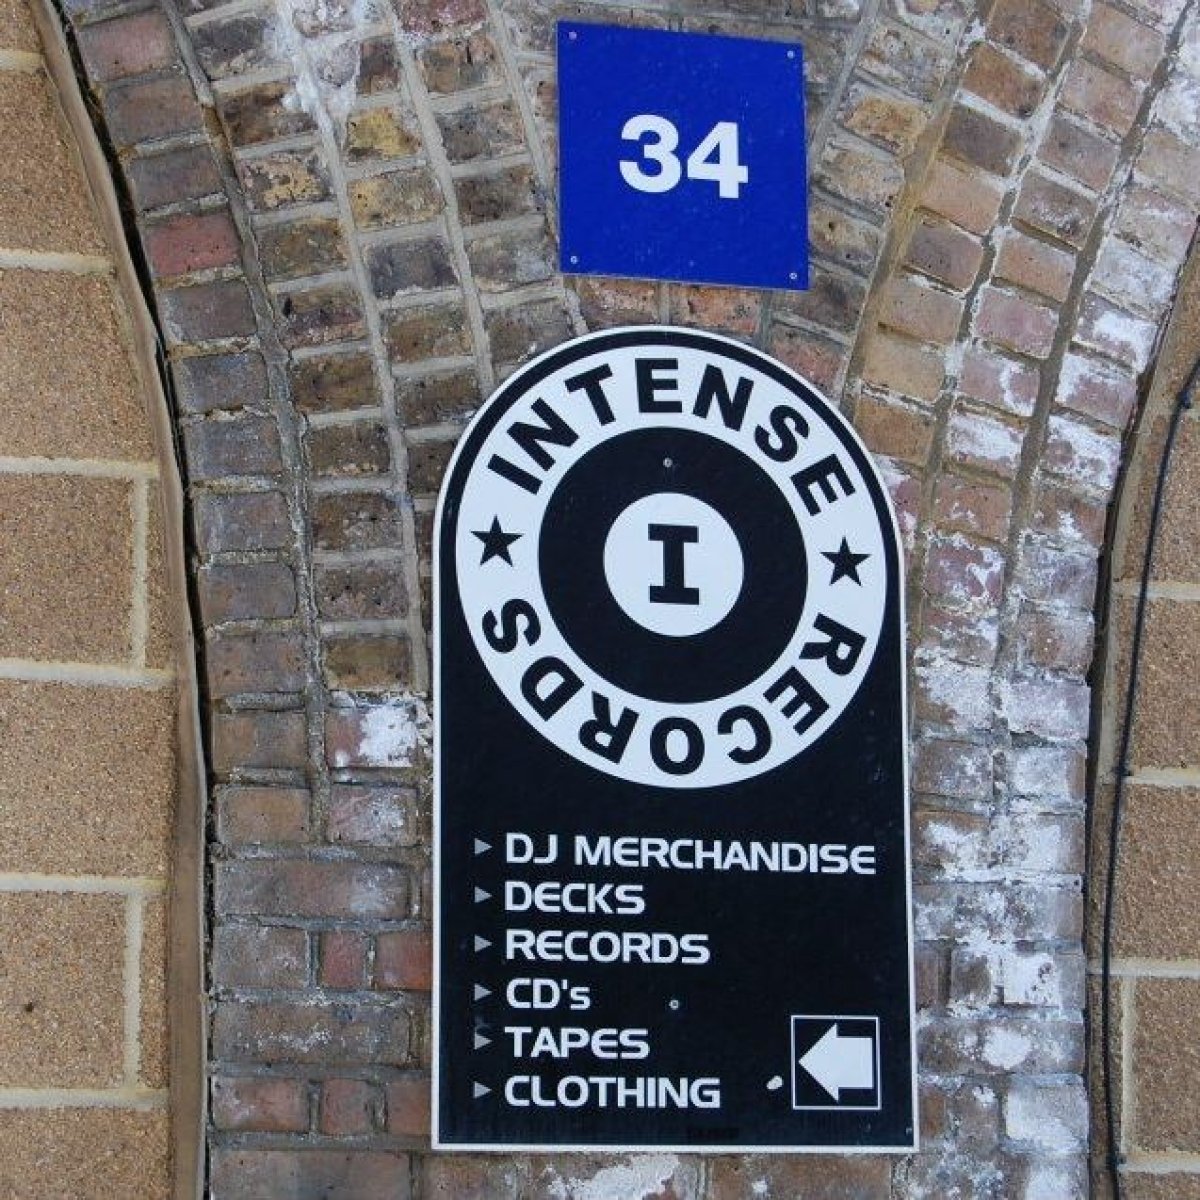 34
INTENSE ★ RECORDS ★
I
DJ MERCHANDISE
DECKS
RECORDS
CD's
TAPES
CLOTHING